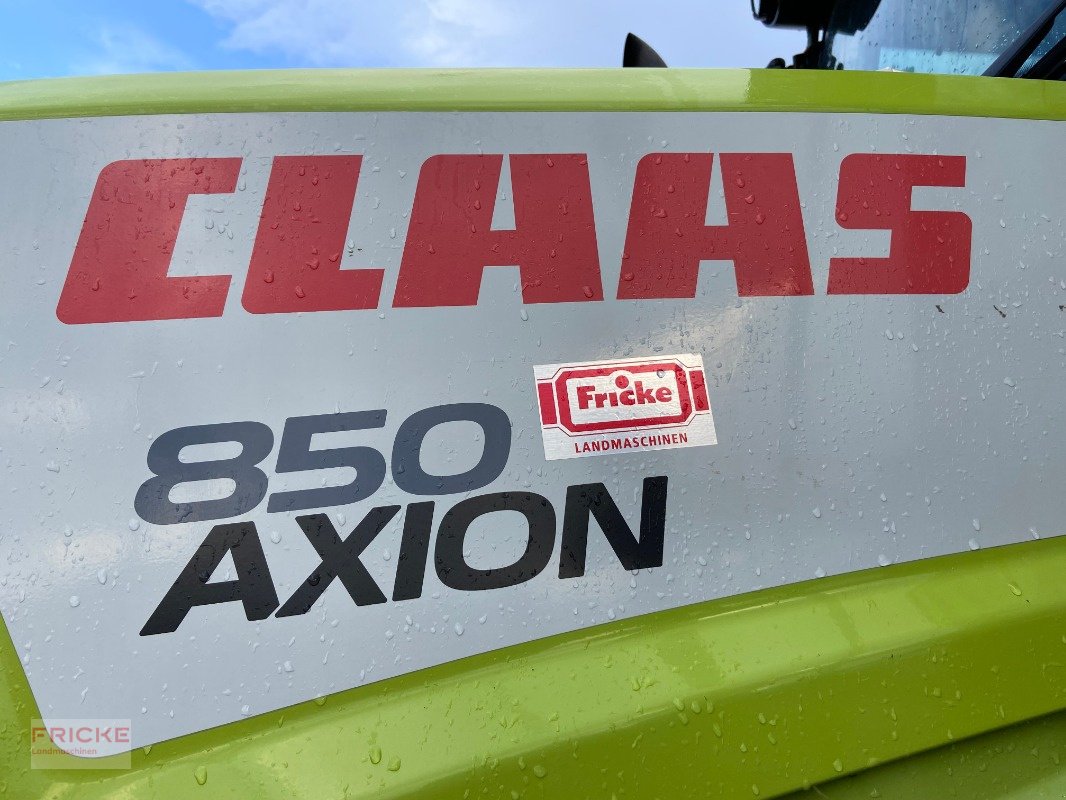 CLAAS
Fricke
LANDMASCHINEN
850
AXION
FRICKE
Landmaschinen